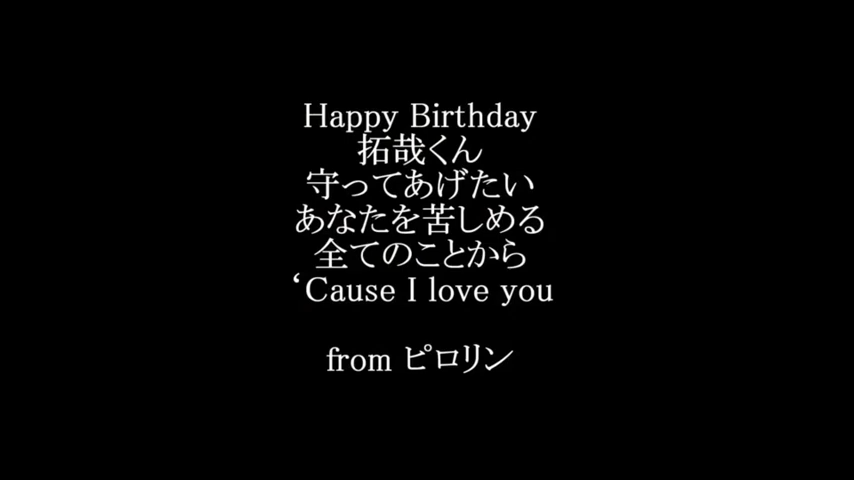 Happy Birthday
拓哉くん
守ってあげたい
あなたを苦しめる
全てのことから
‘Cause I love you
from ピロリン